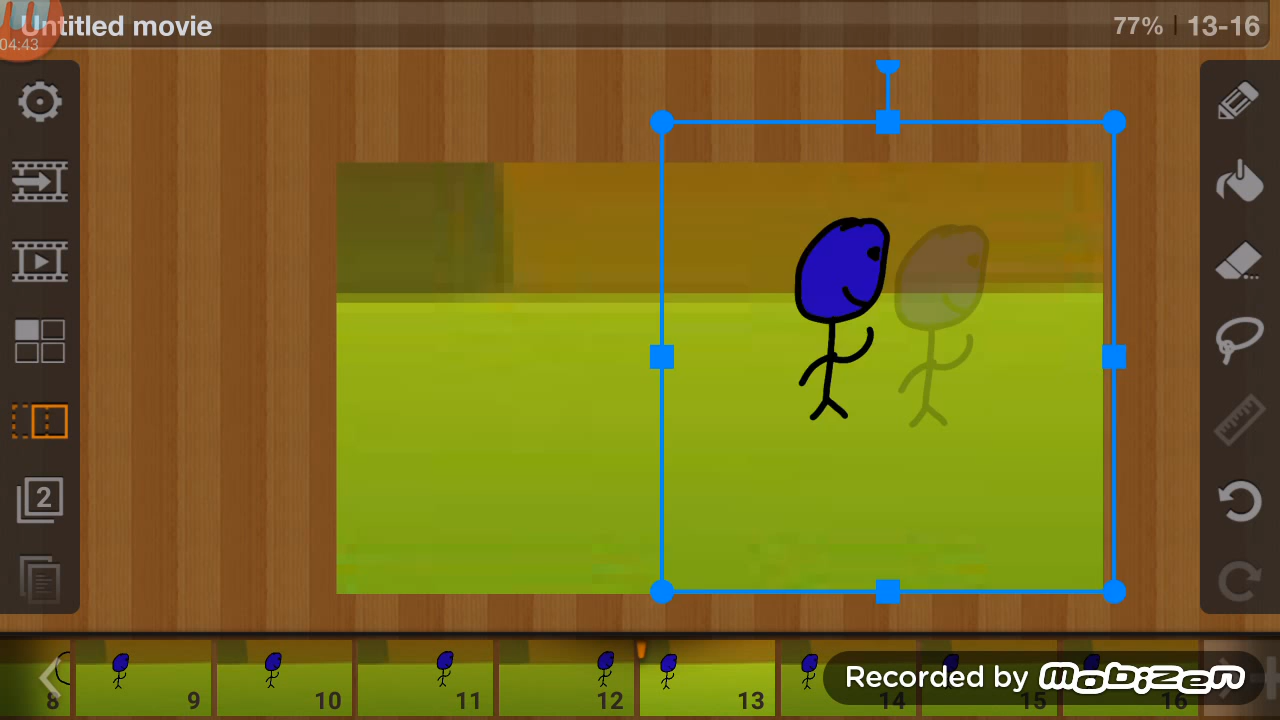 Untitled movie
77% | 13-16
04:43
2
8 9 10 11 12 13 14 15 16
Recorded by mobizen